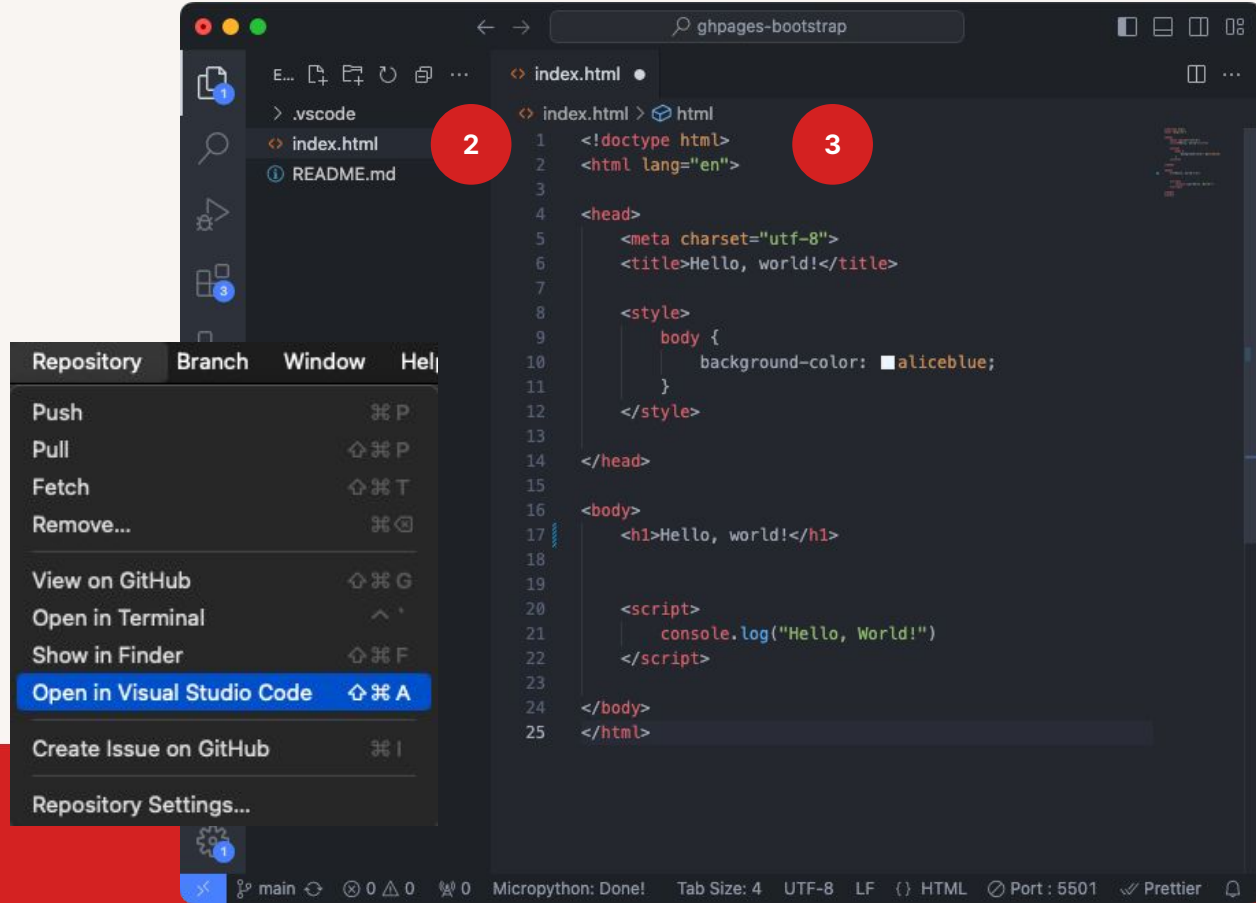 ghpages-bootstrap
E...
index.html
1
.vscode
index.html > html
index.html
2
3
README.md
3
1 <!doctype html>
2 <html lang="en">
3
4 <head>
5 <meta charset="utf-8">
6 <title>Hello, world!</title>
7
8 <style>
9 body {
10 background-color: aliceblue;
11 }
12 </style>
13
14 </head>
15
16 <body>
17 <h1>Hello, world!</h1>
18
19
20 <script>
21 console.log("Hello, World!")
22 </script>
23
24 </body>
25 </html>
Repository Branch Window
Push ⌘ P
Pull ⇧ ⌘ P
Fetch ⇧ ⌘ T
Remove... ⌘ ⌫
View on GitHub ⇧ ⌘ G
Open in Terminal ⌃ `
Show in Finder ⇧ ⌘ F
Open in Visual Studio Code ⇧ ⌘ A
Create Issue on GitHub ⌘ I
Repository Settings...
1
main 0 0 0 Micropython: Done! Tab Size: 4 UTF-8 LF {} HTML Port : 5501 Prettier